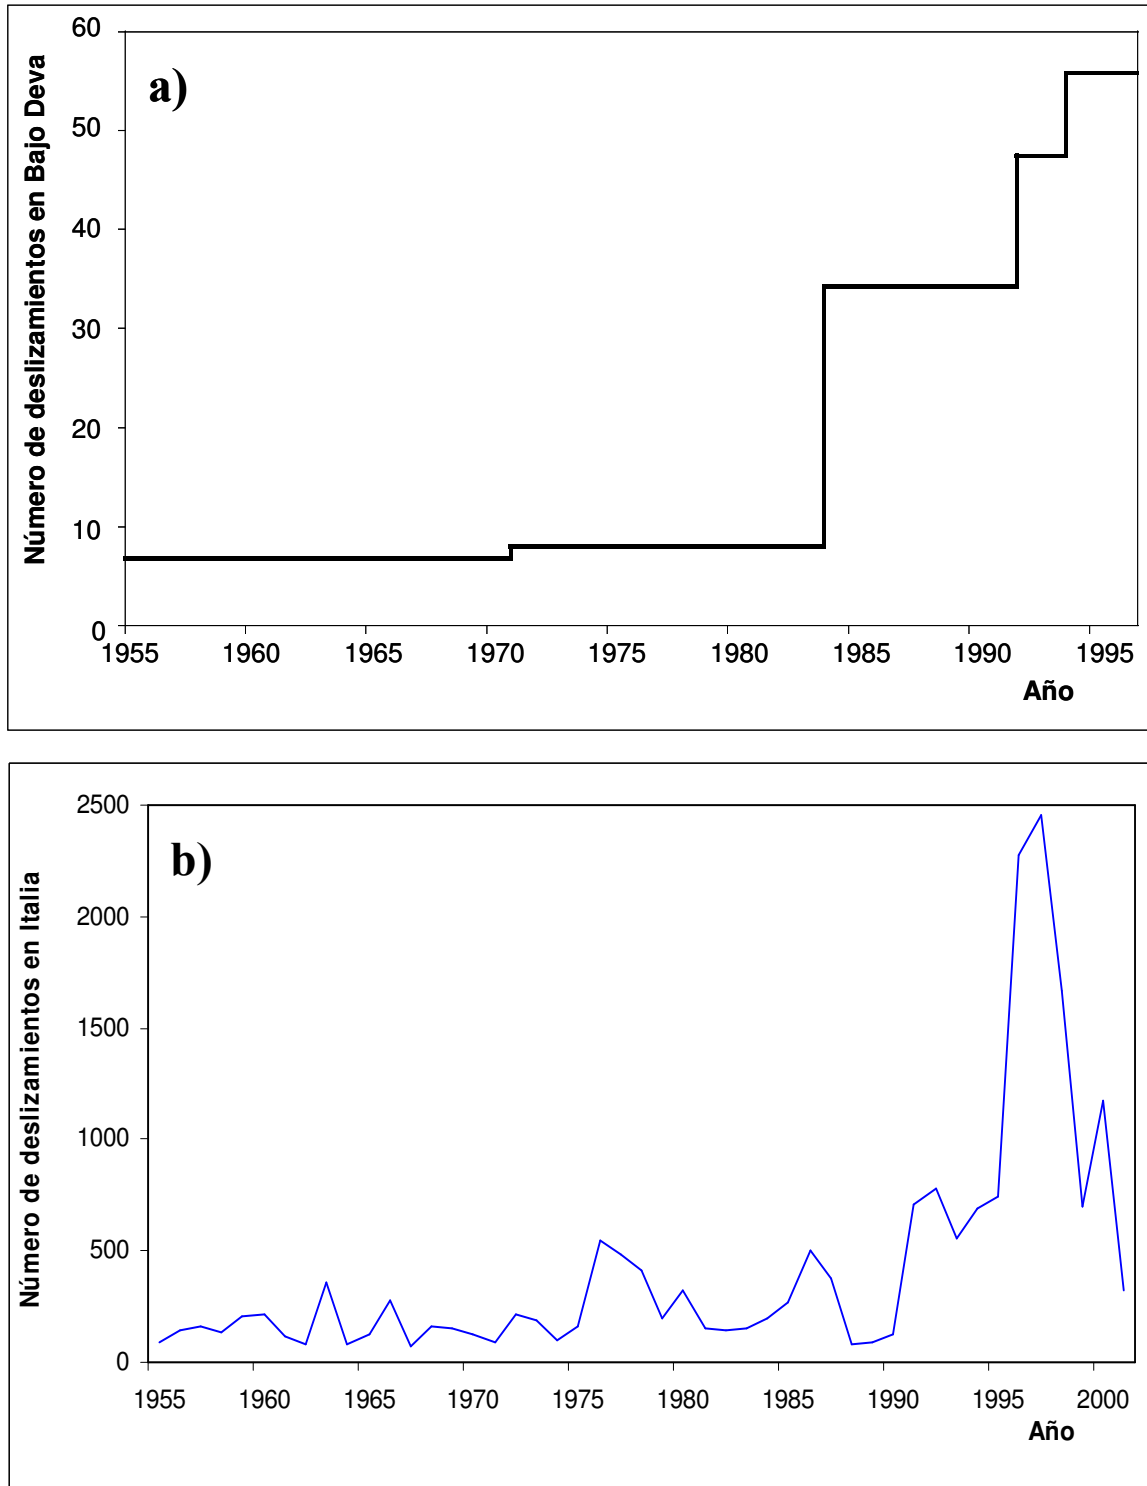 a)
Número de deslizamientos en Bajo Deva
60
50
40
30
20
10
0
1955 1960 1965 1970 1975 1980 1985 1990 1995
Año
b)
Número de deslizamientos en Italia
2500
2000
1500
1000
500
0
1955 1960 1965 1970 1975 1980 1985 1990 1995 2000
Año